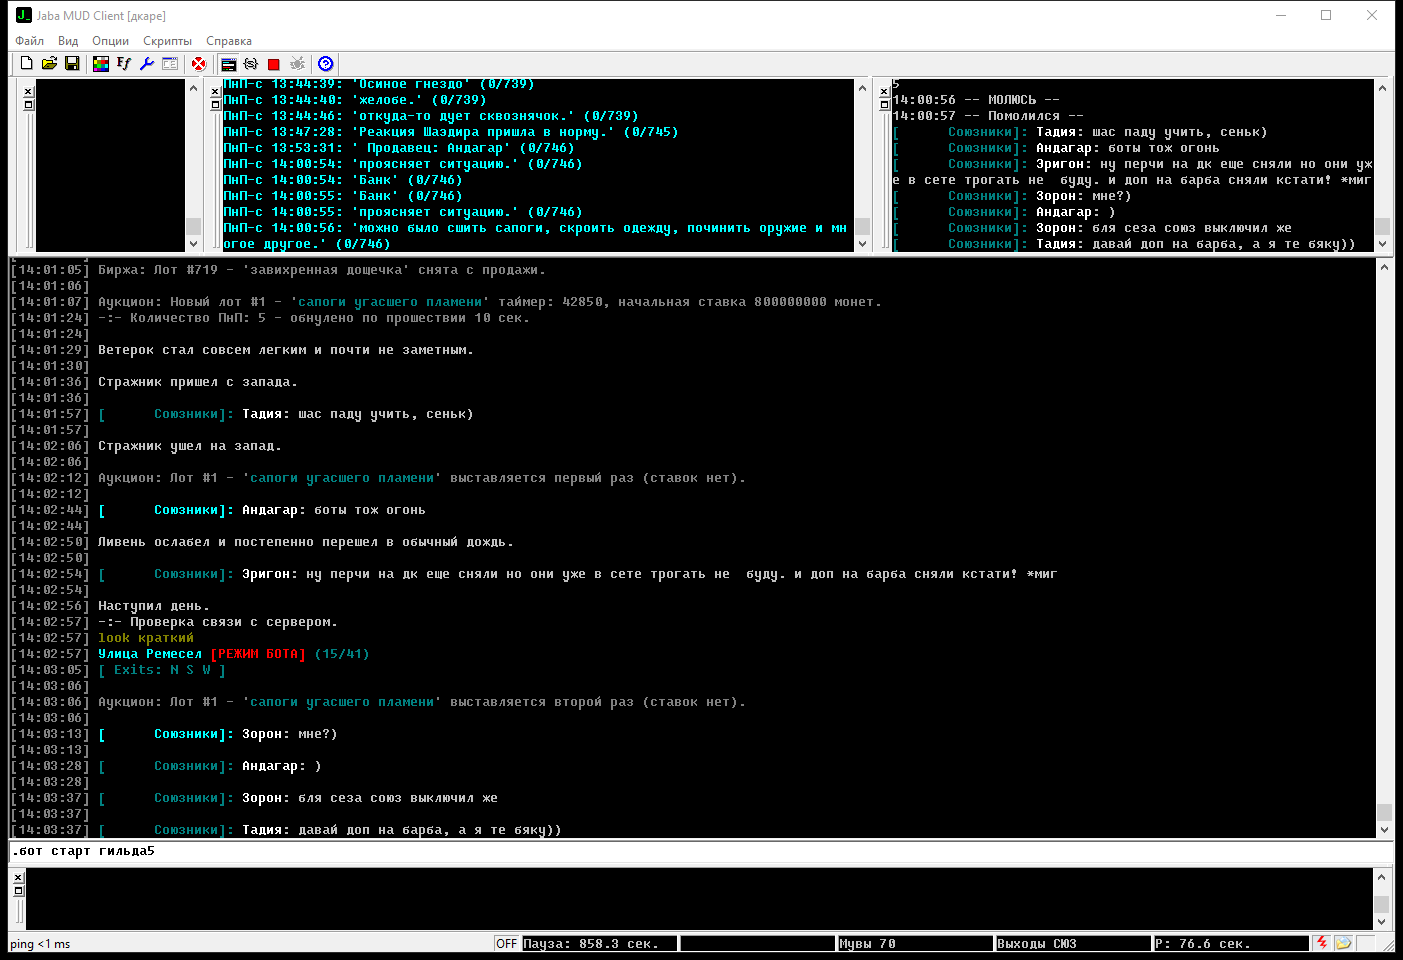 Jaba MUD Client [дкаре]
Файл Вид Опции Скрипты Справка
ПнП-с 13:44:39: 'Осиное гнездо' (0/739)
ПнП-с 13:44:40: 'желобе.' (0/739)
ПнП-с 13:44:46: 'откуда-то дует сквознячок.' (0/739)
ПнП-с 13:47:28: 'Реакция Шаэдира пришла в норму.' (0/745)
ПнП-с 13:53:31: ' Продавец: Андагар' (0/746)
ПнП-с 14:00:54: 'проясняет ситуацию.' (0/746)
ПнП-с 14:00:54: 'Банк' (0/746)
ПнП-с 14:00:55: 'Банк' (0/746)
ПнП-с 14:00:55: 'проясняет ситуацию.' (0/746)
ПнП-с 14:00:56: 'можно было сшить сапоги, скроить одежду, починить оружие и мн
огое другое.' (0/746)
5
14:00:56 -- МОЛЮСЬ --
14:00:57 -- Помолился --
[ Союзники]: Тадия: шас паду учить, сеньк)
[ Союзники]: Андагар: боты тож огонь
[ Союзники]: Эригон: ну перчи на дк еще сняли но они уж
е в сете трогать не  буду. и доп на барба сняли кстати! *миг
[ Союзники]: Зорон: мне?)
[ Союзники]: Андагар: )
[ Союзники]: Зорон: бля сеза союз выключил же
[ Союзники]: Тадия: давай доп на барба, а я те бяку))
[14:01:05] Биржа: Лот #719 - 'завихренная дощечка' снята с продажи.
[14:01:06]
[14:01:07] Аукцион: Новый лот #1 - 'сапоги угасшего пламени' таймер: 42850, начальная ставка 800000000 монет.
[14:01:24] -:- Количество ПнП: 5 - обнулено по прошествии 10 сек.
[14:01:24]
[14:01:29] Ветерок стал совсем легким и почти не заметным.
[14:01:30]
[14:01:36] Стражник пришел с запада.
[14:01:36]
[14:01:57] [ Союзники]: Тадия: шас паду учить, сеньк)
[14:01:57]
[14:02:06] Стражник ушел на запад.
[14:02:06]
[14:02:12] Аукцион: Лот #1 - 'сапоги угасшего пламени' выставляется первый раз (ставок нет).
[14:02:12]
[14:02:44] [ Союзники]: Андагар: боты тож огонь
[14:02:44]
[14:02:50] Ливень ослабел и постепенно перешел в обычный дождь.
[14:02:50]
[14:02:54] [ Союзники]: Эригон: ну перчи на дк еще сняли но они уже в сете трогать не  буду. и доп на барба сняли кстати! *миг
[14:02:54]
[14:02:56] Наступил день.
[14:02:57] -:- Проверка связи с сервером.
[14:02:57] look краткий
[14:02:57] Улица Ремесел [РЕЖИМ БОТА] (15/41)
[14:03:05] [ Exits: N S W ]
[14:03:06]
[14:03:06] Аукцион: Лот #1 - 'сапоги угасшего пламени' выставляется второй раз (ставок нет).
[14:03:06]
[14:03:13] [ Союзники]: Зорон: мне?)
[14:03:13]
[14:03:28] [ Союзники]: Андагар: )
[14:03:28]
[14:03:37] [ Союзники]: Зорон: бля сеза союз выключил же
[14:03:37]
[14:03:37] [ Союзники]: Тадия: давай доп на барба, а я те бяку))
.бот старт гильда5
ping <1 ms OFF Пауза: 858.3 сек. Мувы 70 Выходы СЮЗ P: 76.6 сек.